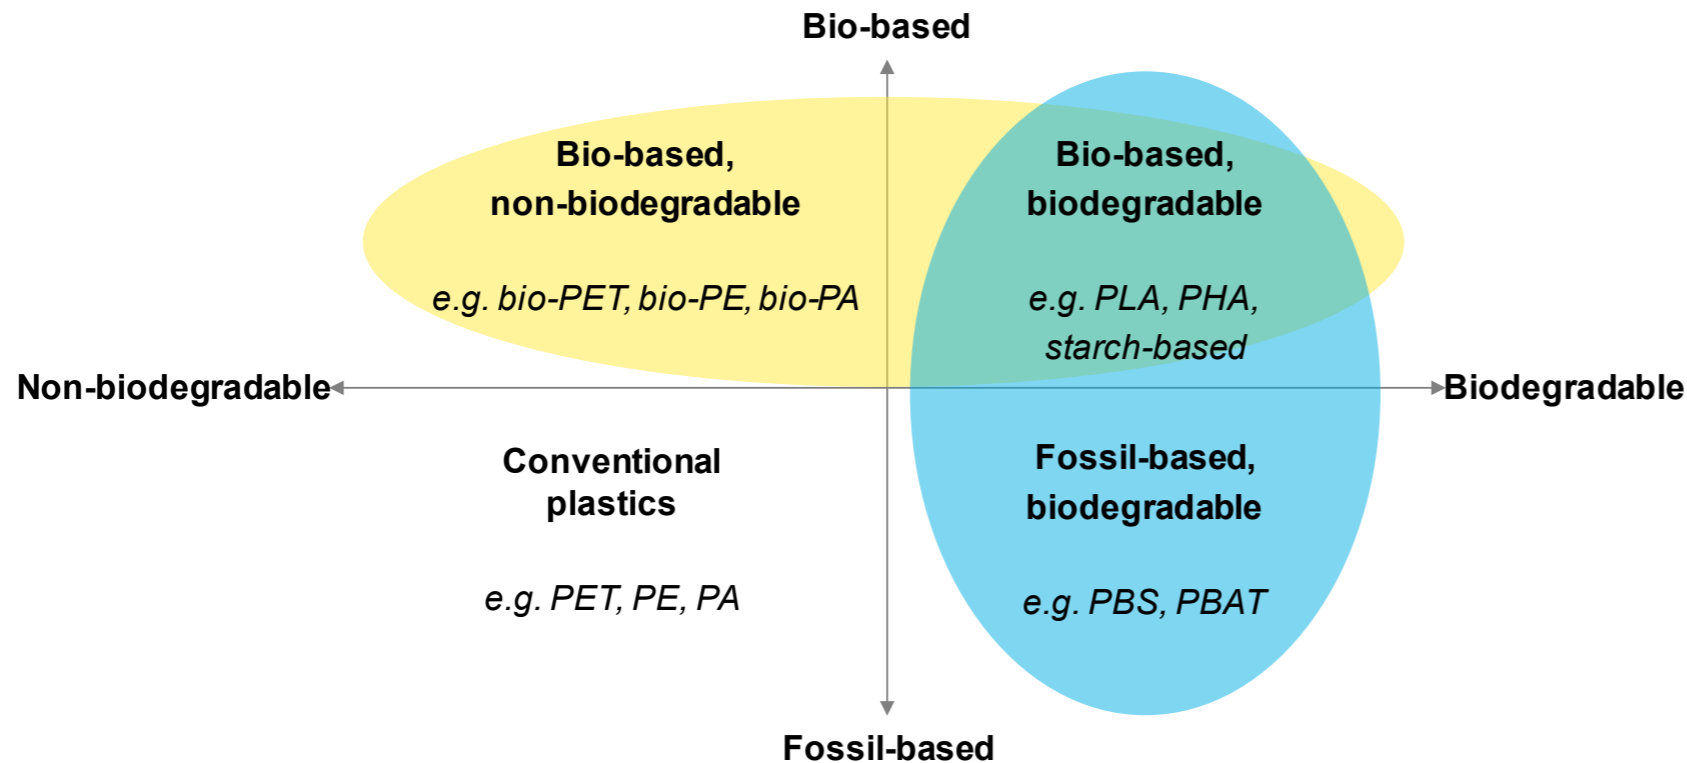 Bio-based
Bio-based,
non-biodegradable
e.g. bio-PET, bio-PE, bio-PA
Bio-based,
biodegradable
e.g. PLA, PHA,
starch-based
Non-biodegradable
Biodegradable
Conventional
plastics
e.g. PET, PE, PA
Fossil-based,
biodegradable
e.g. PBS, PBAT
Fossil-based